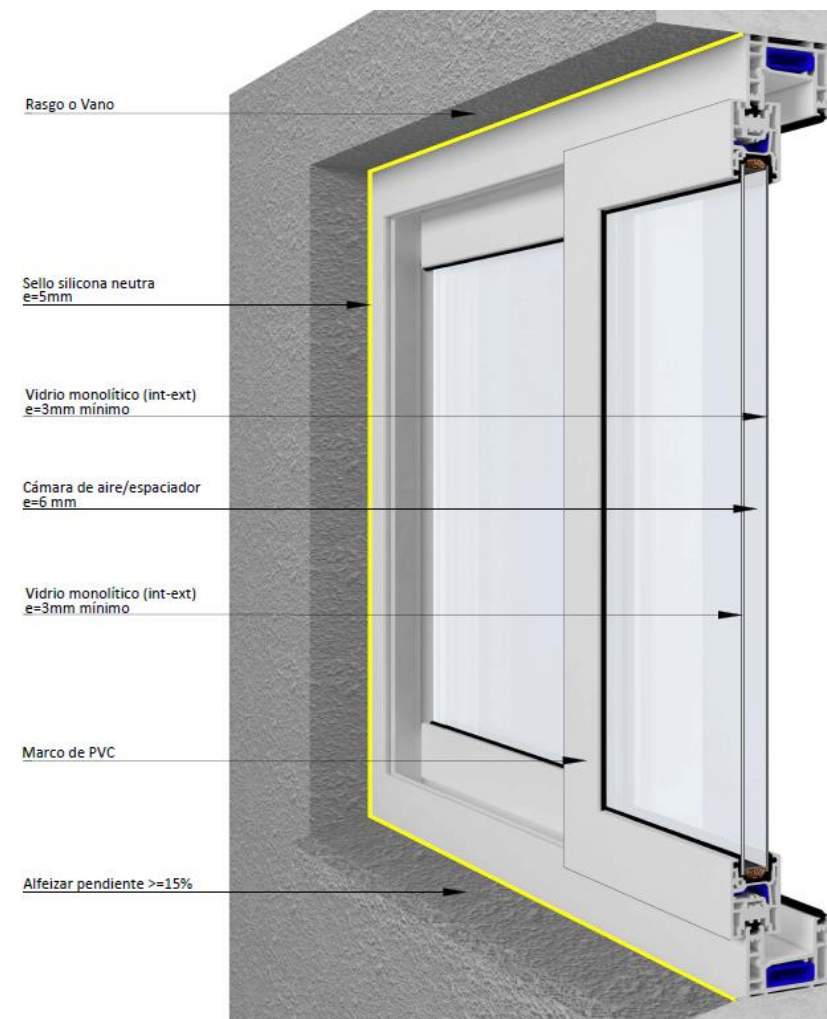 Rasgo o Vano
Sello silicona neutra
e=5mm
Vidrio monolítico (int-ext)
e=3mm mínimo
Cámara de aire/espaciador
e=6 mm
Vidrio monolítico (int-ext)
e=3mm mínimo
Marco de PVC
Alfeizar pendiente >=15%